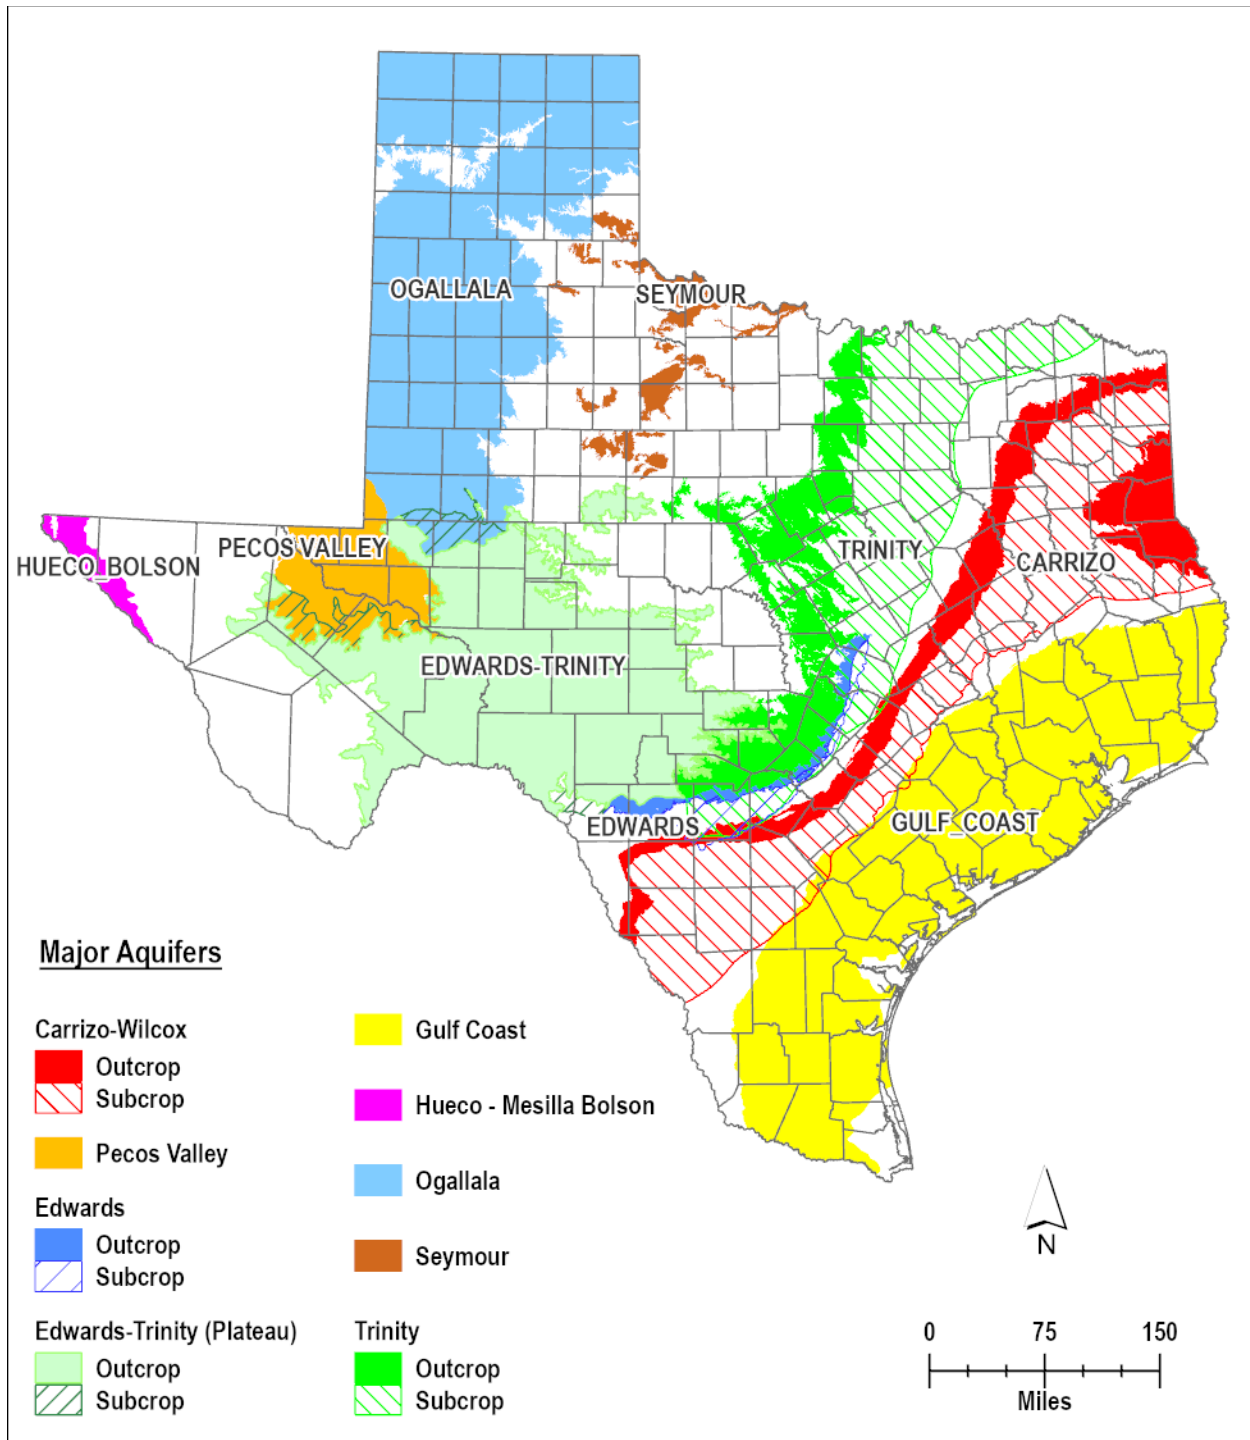 OGALLALA
SEYMOUR
PECOS VALLEY
TRINITY
HUECO_BOLSON
CARRIZO
EDWARDS-TRINITY
EDWARDS
GULF_COAST
Major Aquifers
Carrizo-Wilcox
Outcrop
Subcrop
Pecos Valley
Edwards
Outcrop
Subcrop
Edwards-Trinity (Plateau)
Outcrop
Subcrop
Gulf Coast
Hueco - Mesilla Bolson
Ogallala
Seymour
Trinity
Outcrop
Subcrop
N
0 75 150
Miles